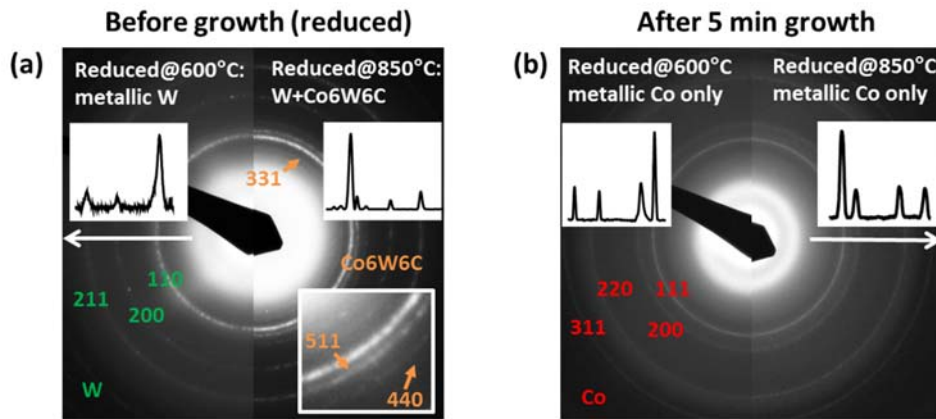 Before growth (reduced)
After 5 min growth
(a)
Reduced@600°C:
metallic W
Reduced@850°C:
W+Co6W6C
331
Co6W6C
110
211
200
511
440
W
(b)
Reduced@600°C
metallic Co only
Reduced@850°C
metallic Co only
220
111
311
200
Co